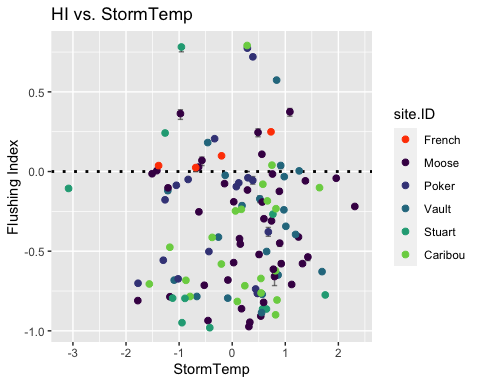 HI vs. StormTemp
Flushing Index
0.5
0.0
-0.5
-1.0
-3
-2
-1
0
1
2
StormTemp
site.ID
French
Moose
Poker
Vault
Stuart
Caribou